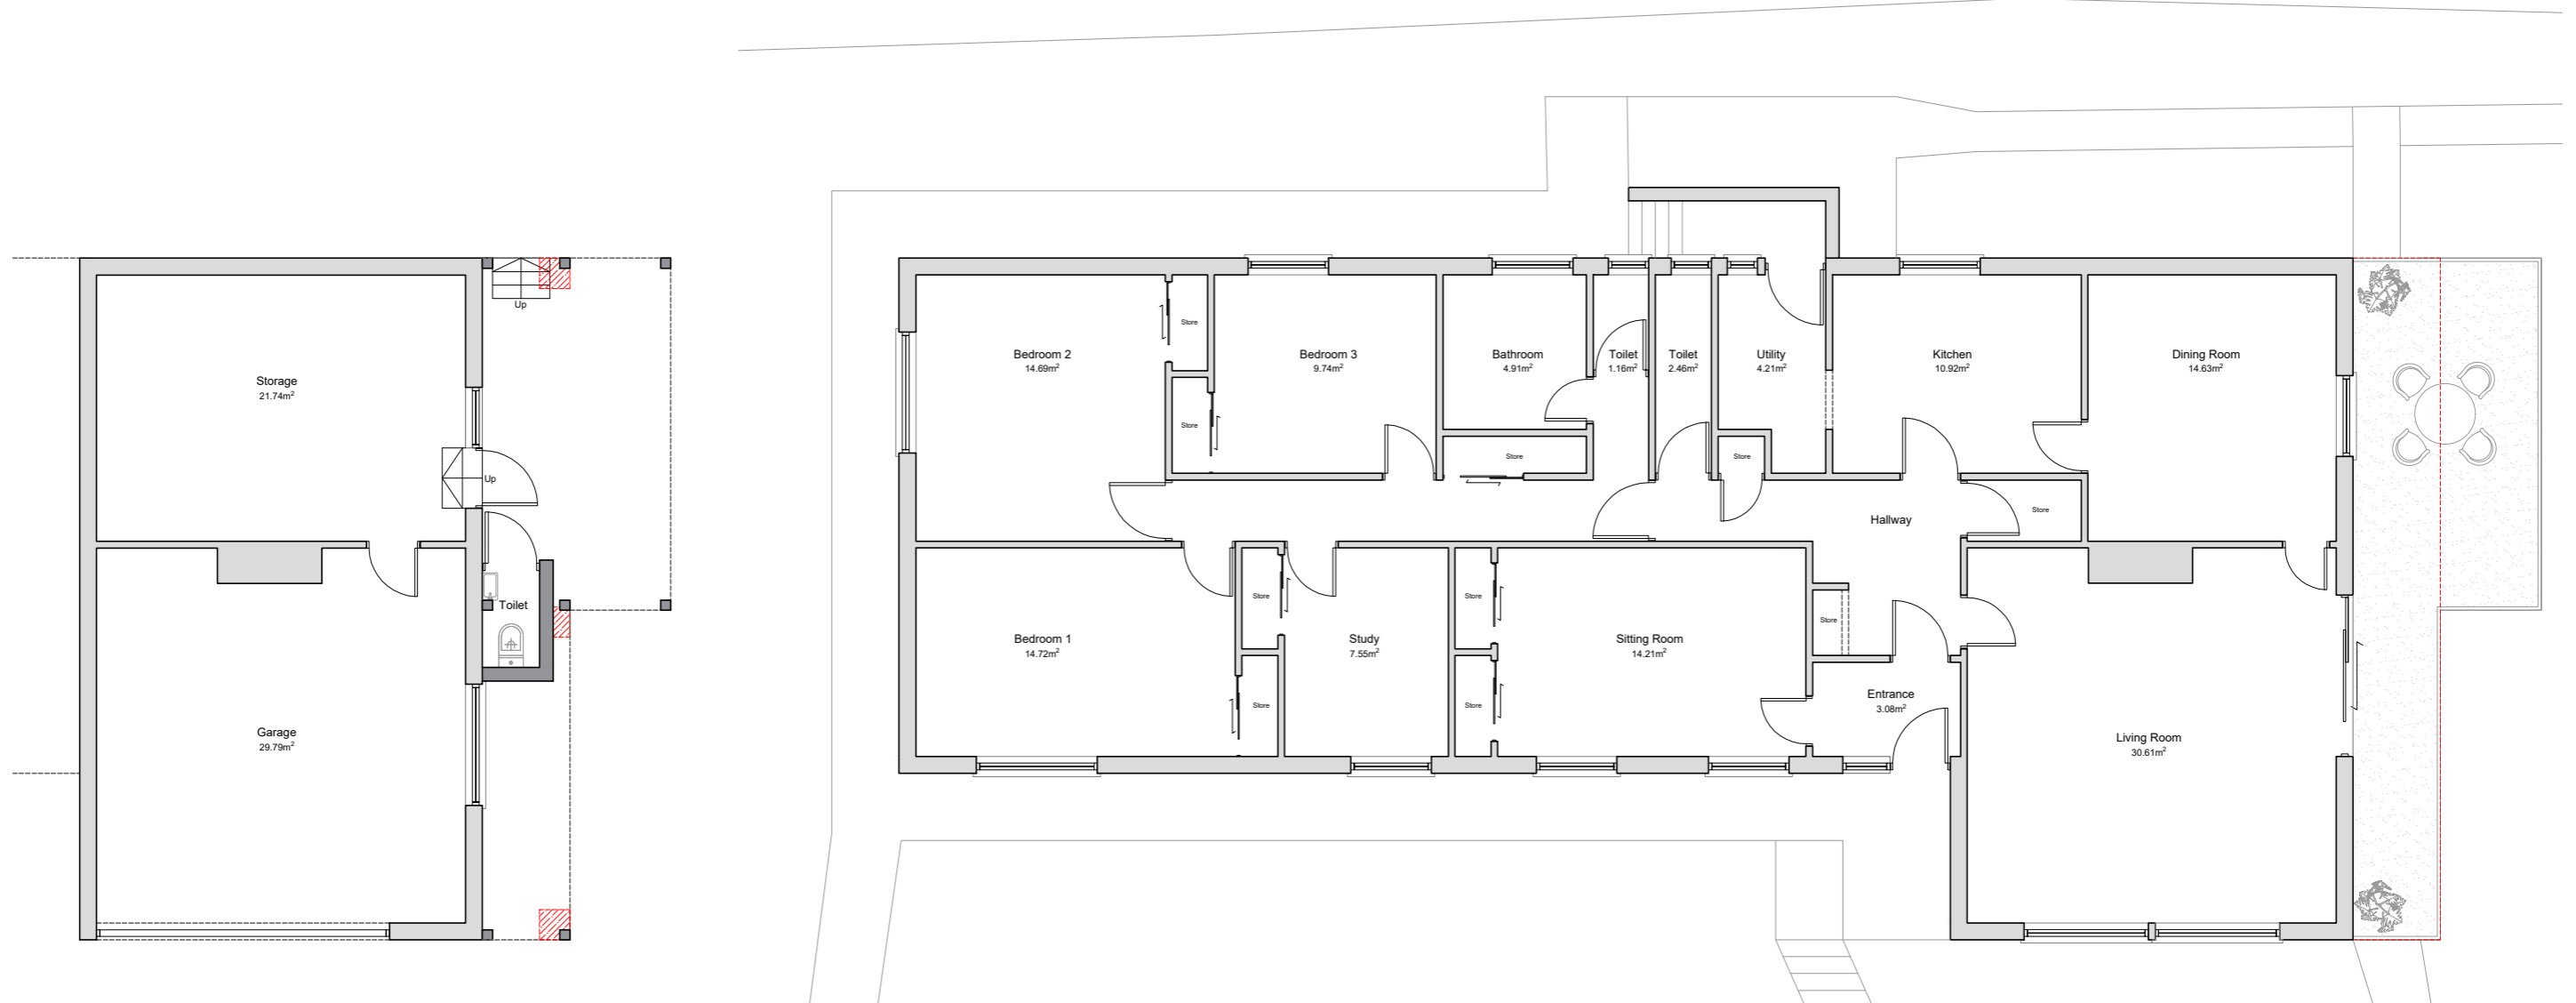 Storage
21.74m²
Up
Up
Toilet
Garage
29.79m²
Bedroom 2
14.69m²
Store
Store
Bedroom 3
9.74m²
Bathroom
4.91m²
Store
Toilet
1.16m²
Toilet
2.46m²
Utility
4.21m²
Store
Kitchen
10.92m²
Dining Room
14.63m²
Hallway
Store
Bedroom 1
14.72m²
Store
Store
Study
7.55m²
Store
Store
Sitting Room
14.21m²
Store
Entrance
3.08m²
Living Room
30.61m²